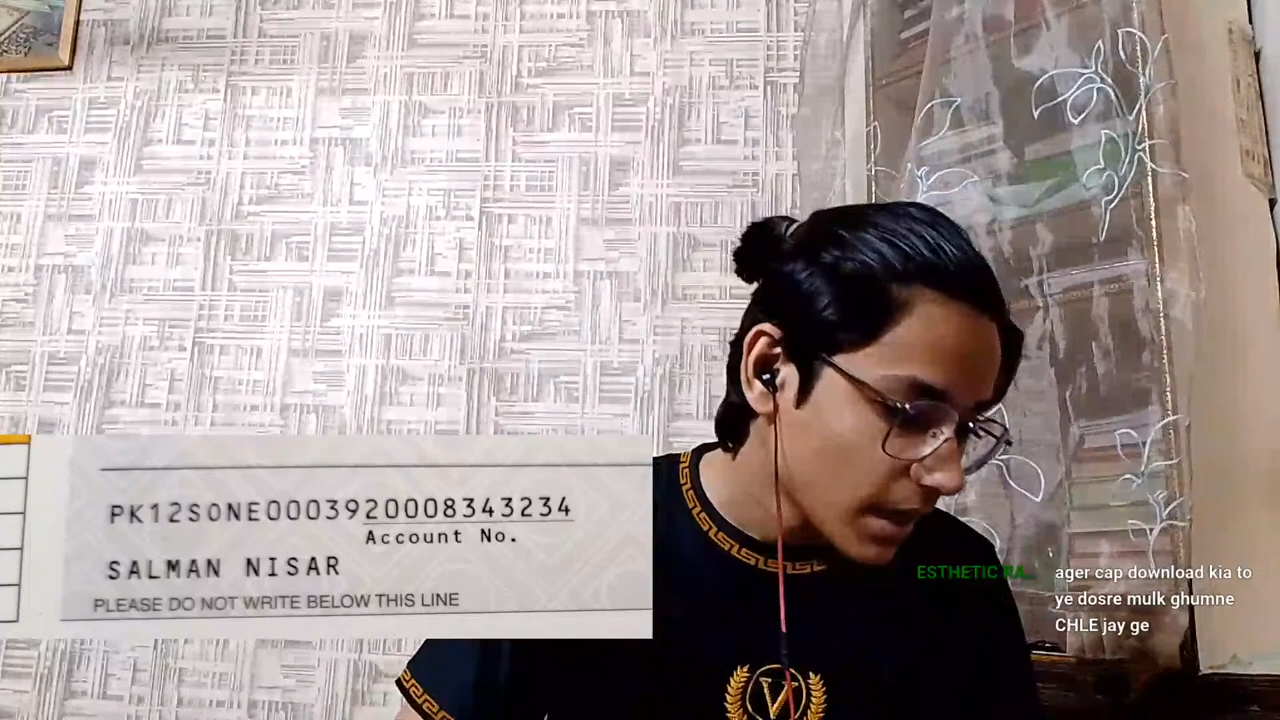 PK12SONE0003920008343234
Account No.
SALMAN NISAR
PLEASE DO NOT WRITE BELOW THIS LINE
ESTHETIC
ager cap download kia to
ye dosre mulk ghumne
CHLE jay ge
V